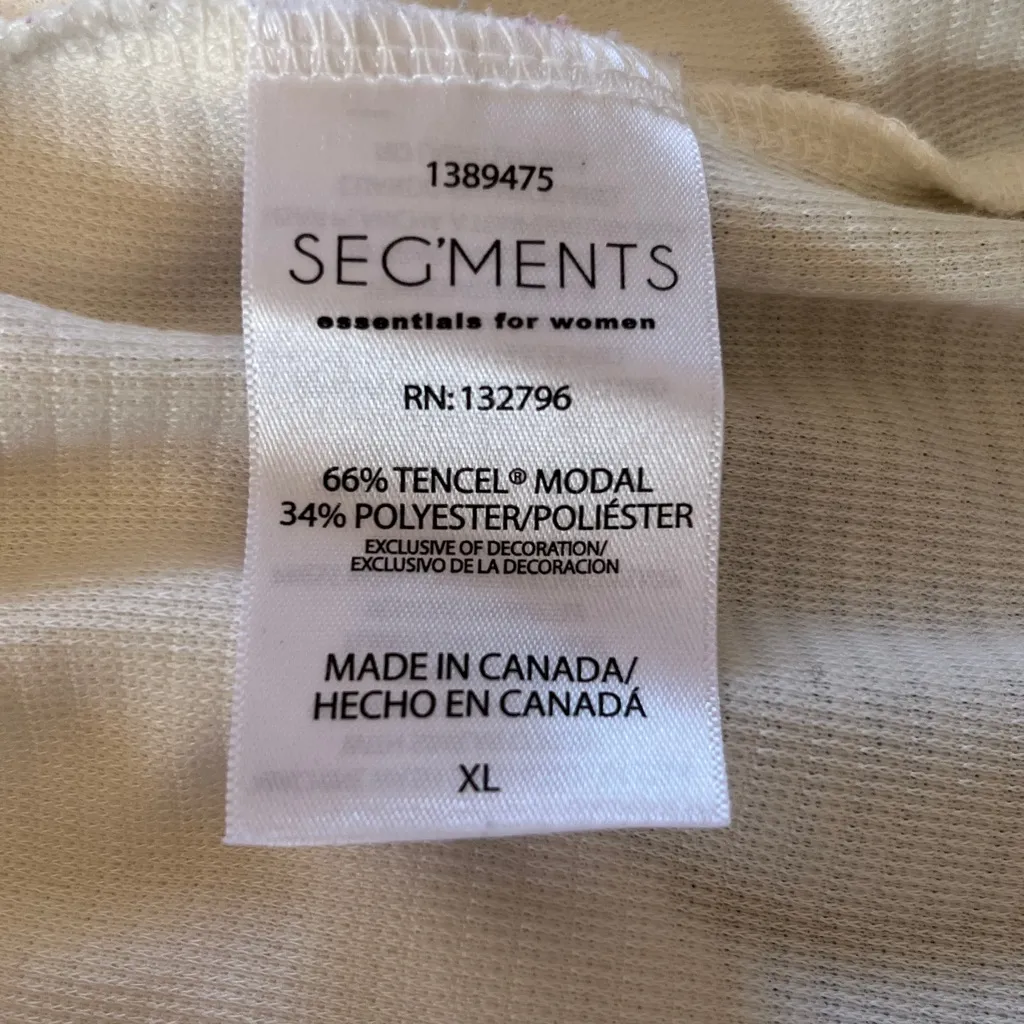 1389475
SEG'MENTS
essentials for women
RN: 132796
66% TENCEL® MODAL
34% POLYESTER/POLIÉSTER
EXCLUSIVE OF DECORATION/
EXCLUSIVO DE LA DECORACION
MADE IN CANADA/
HECHO EN CANADÁ
XL